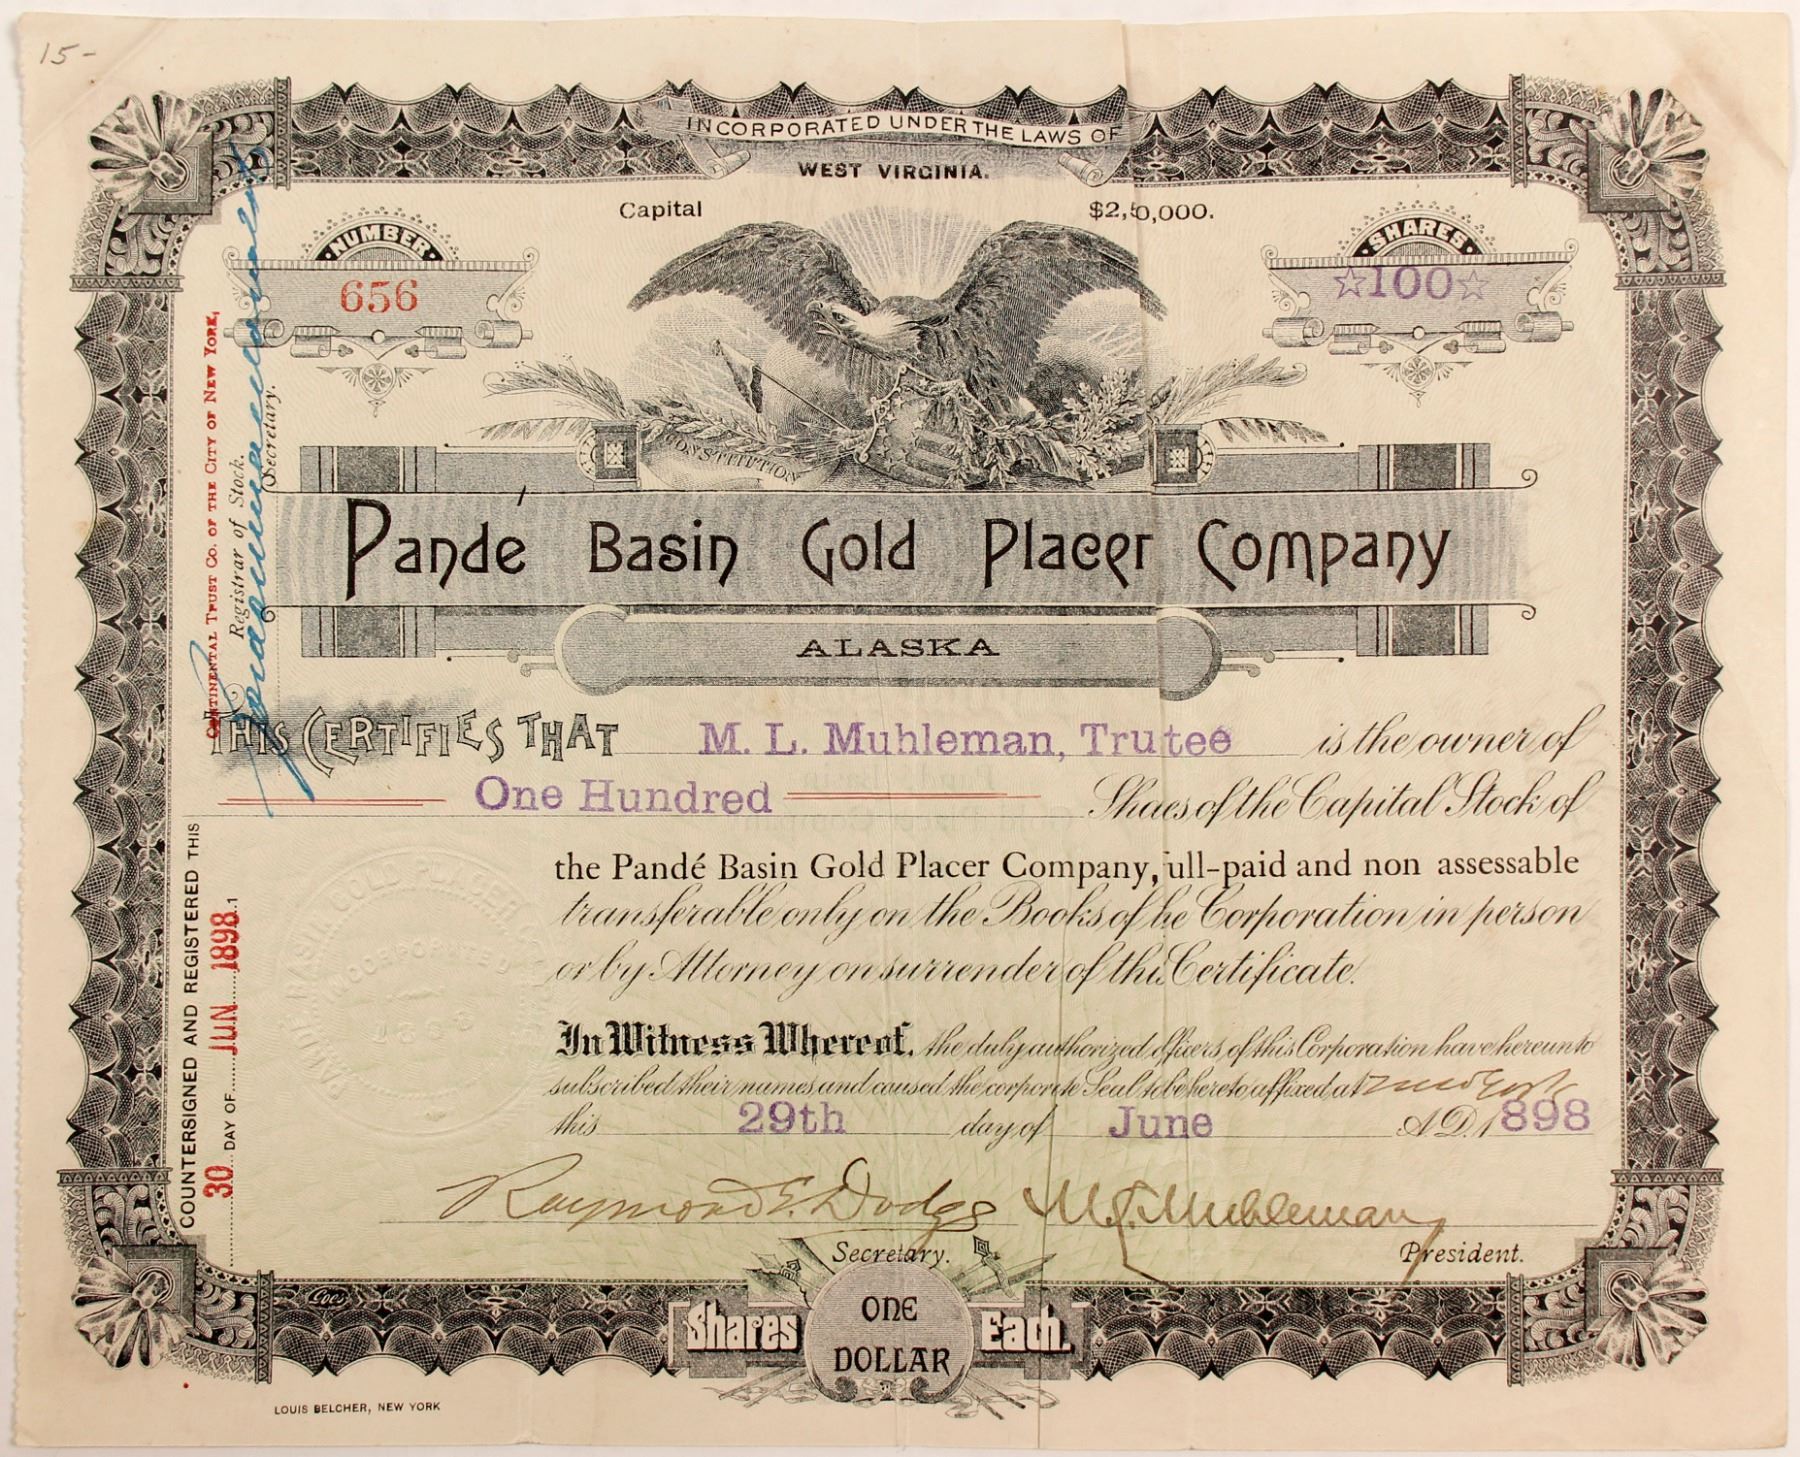 15-
INCORPORATED UNDER THE LAWS OF
WEST VIRGINIA.
Capital $2,50,000.
NUMBER
656
SHARES
☆100☆
CONSTITUTION
Pandé Basin Gold Placer Company
ALASKA
THIS CERTIFIES THAT M. L. Muhleman, Trutee is the owner of
One Hundred Shaes of the Capital Stock of
the Pandé Basin Gold Placer Company, ull-paid and non assessable
transferable only on the Books of he Corporation in person
or by Attorney on surrender of thi Certificate.
In Witness Whereof, the duly authorized officers of this Corporation have hereunto
subscribed their names and caused the corporate Seal to be hereto affixed at
this 29th day of June A.D. 1898
Raymond E. Dodge M. L. Muhleman
Secretary. President.
Shares ONE DOLLAR Each.
Goes
LOUIS BELCHER, NEW YORK
COUNTERSIGNED AND REGISTERED THIS
30 DAY OF JUN 1898 1
CONTINENTAL TRUST CO. OF THE CITY OF NEW YORK,
Registrar of Stock.
Secretary.